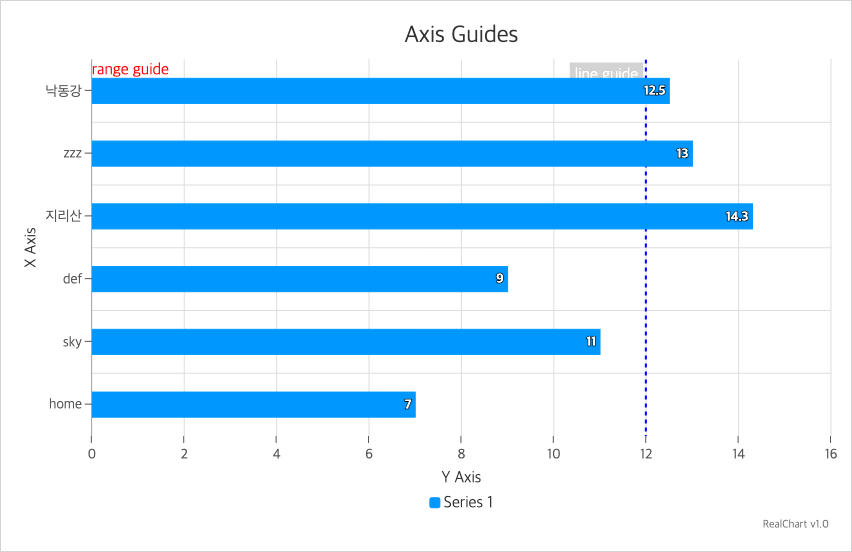 Axis Guides
range guide
line guide
낙동강
12.5
zzz
13
지리산
14.3
X Axis
def
9
sky
11
home
7
0 2 4 6 8 10 12 14 16
Y Axis
Series 1
RealChart v1.0